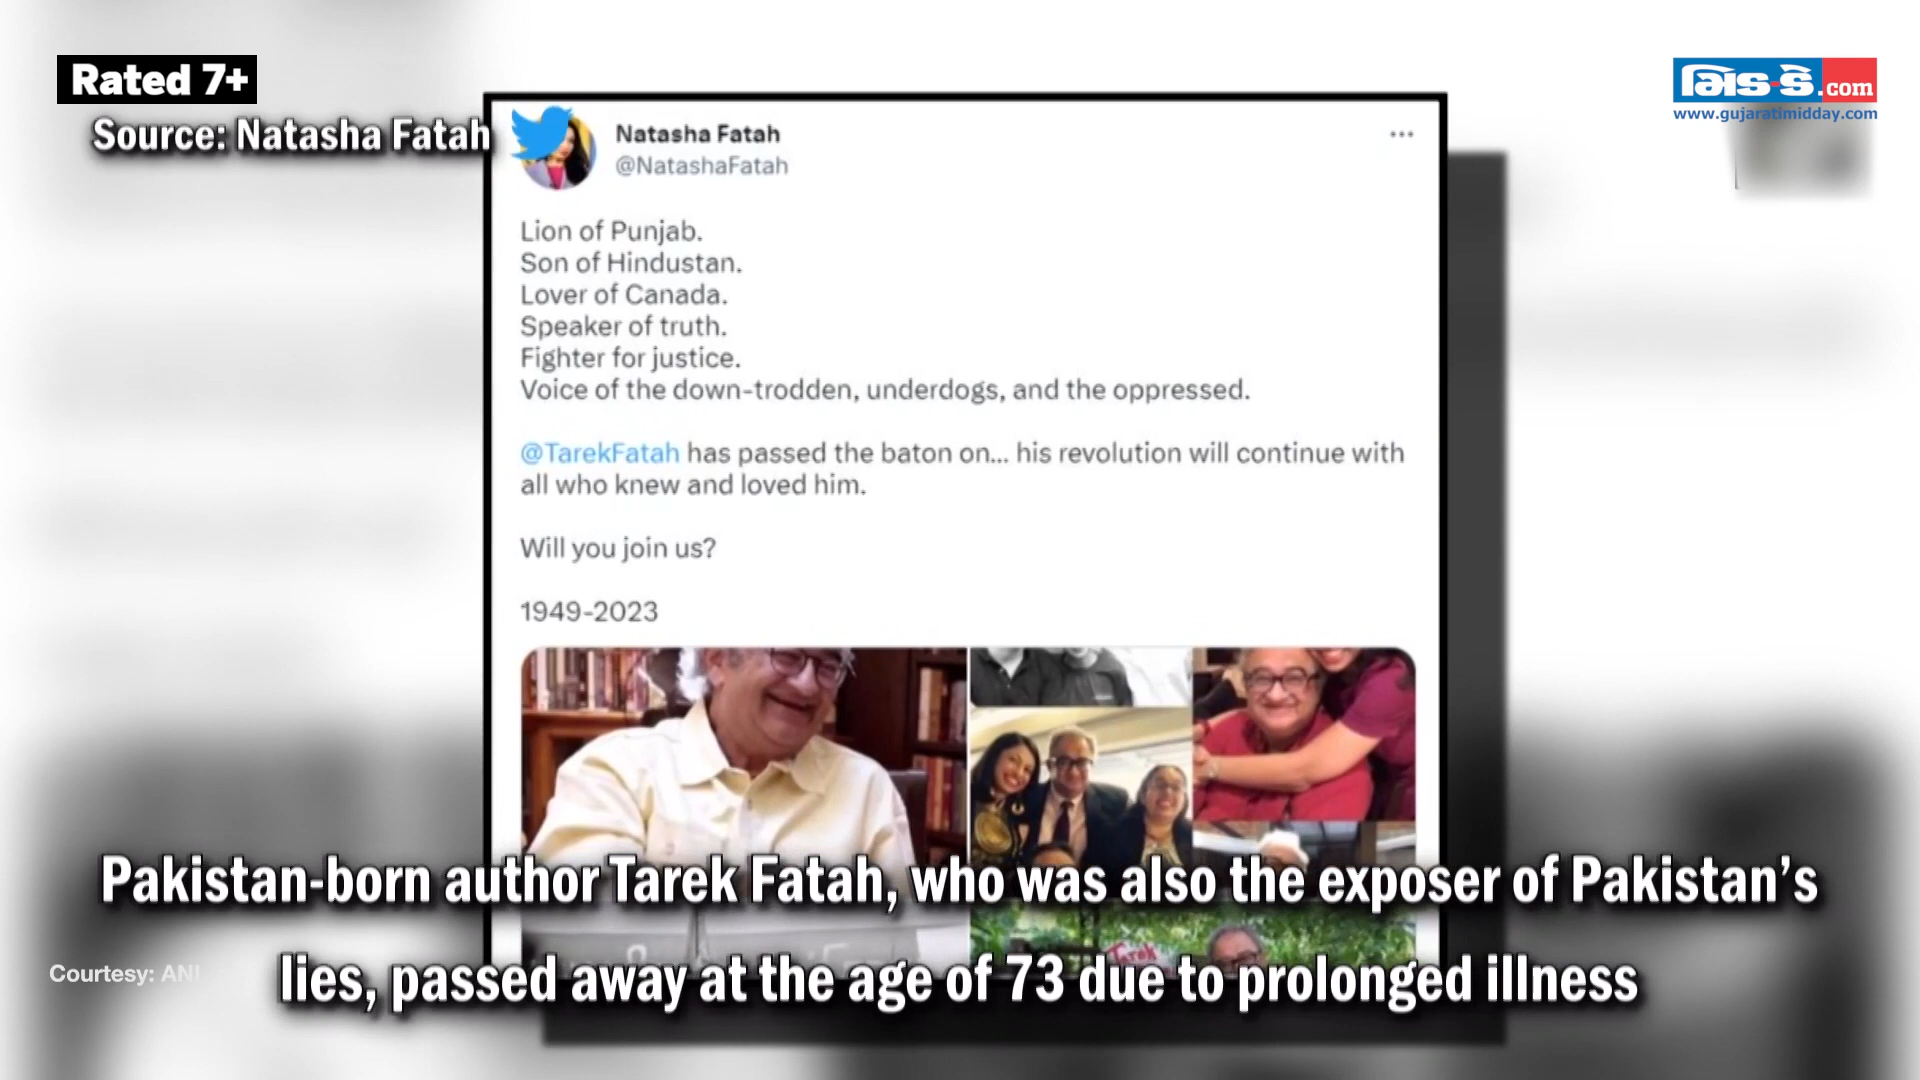 Rated 7+
Source: Natasha Fatah
મિડ-ડે.com
www.gujaratimidday.com
Natasha Fatah
@NatashaFatah
Lion of Punjab.
Son of Hindustan.
Lover of Canada.
Speaker of truth.
Fighter for justice.
Voice of the down-trodden, underdogs, and the oppressed.
@TarekFatah has passed the baton on... his revolution will continue with
all who knew and loved him.
Will you join us?
1949-2023
Tarek
Pakistan-born author Tarek Fatah, who was also the exposer of Pakistan's
lies, passed away at the age of 73 due to prolonged illness
Courtesy: ANI